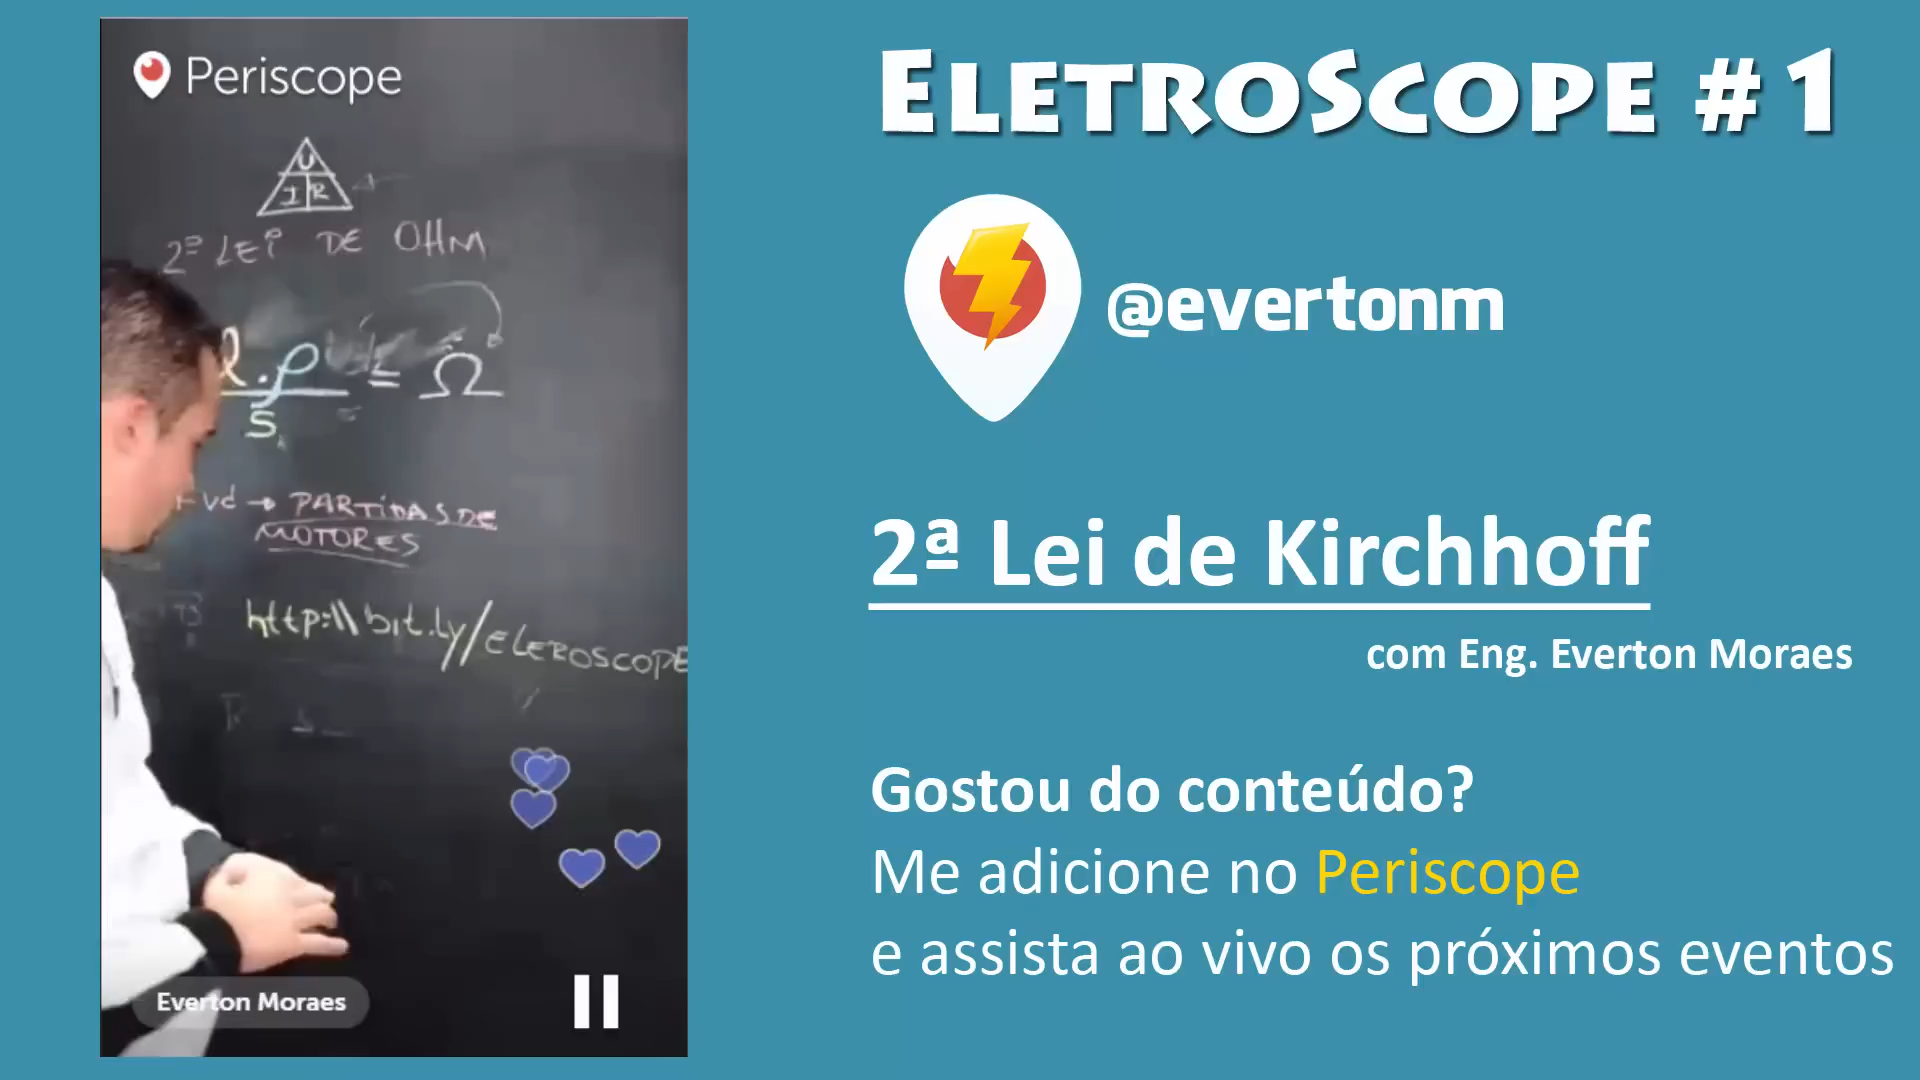 Periscope
U
I R
2ª LEI DE OHM
l.ρ = Ω
S
+vd → PARTIDAS DE
MOTORES
http:\\bit.ly/ELEROSCOPE
Everton Moraes
ELETROSCOPE #1
@evertonm
2ª Lei de Kirchhoff
com Eng. Everton Moraes
Gostou do conteúdo?
Me adicione no Periscope
e assista ao vivo os próximos eventos